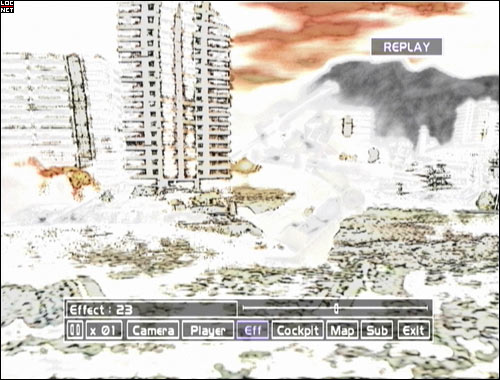 LOC
NET
REPLAY
Effect : 23
x 01 Camera Player Eff Cockpit Map Sub Exit